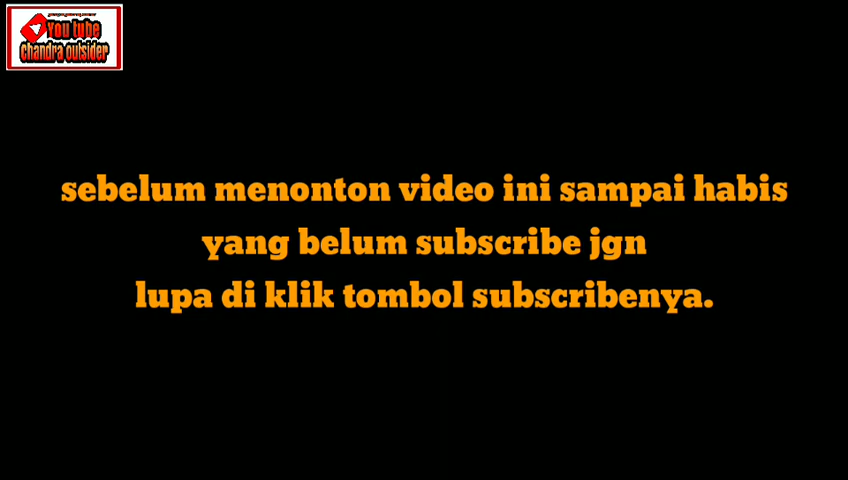 You tube
chandra outsider
sebelum menonton video ini sampai habis
yang belum subscribe jgn
lupa di klik tombol subscribenya.